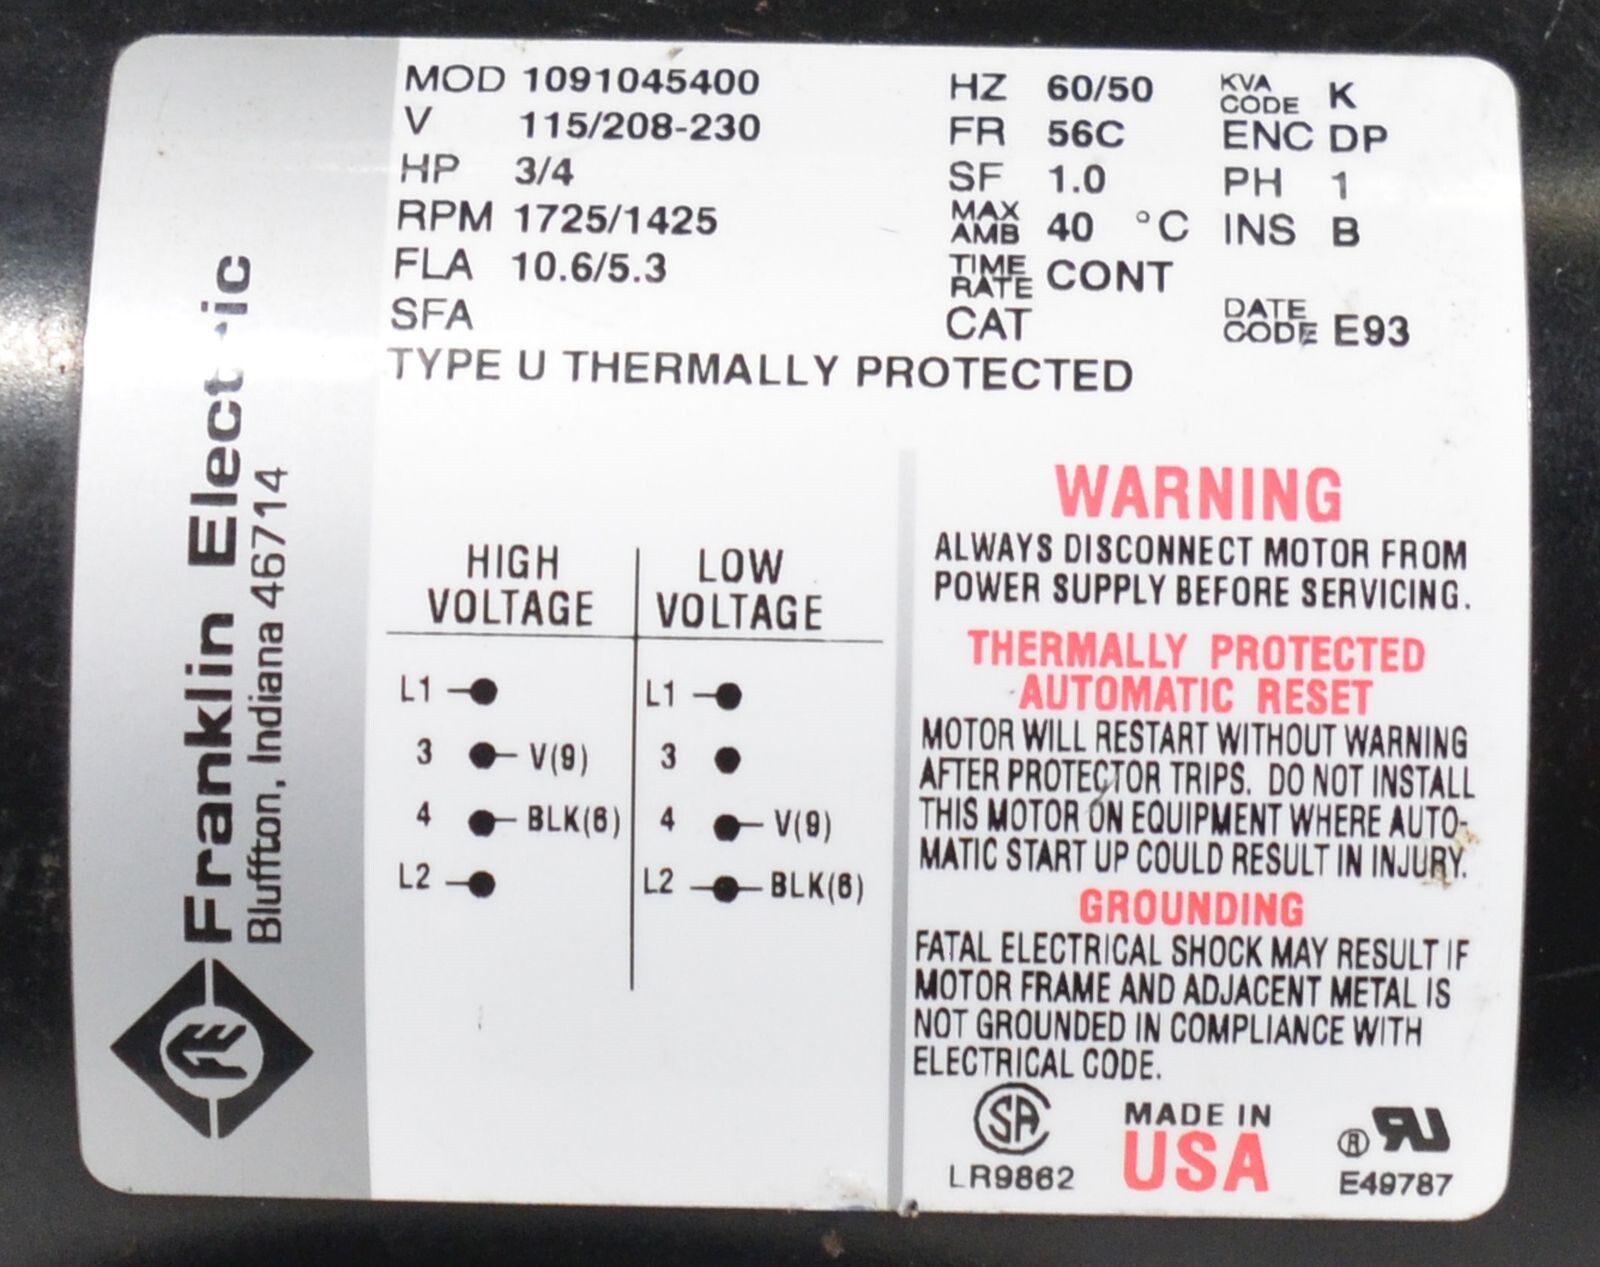 MOD 1091045400
V 115/208-230
HP 3/4
RPM 1725/1425
FLA 10.6/5.3
SFA
TYPE U THERMALLY PROTECTED
HZ 60/50
FR 56C
SF 1.0
MAX AMB 40 °C
TIME RATE CONT
CAT
KVA CODE K
ENC DP
PH 1
INS B
DATE CODE E93
Franklin Electric
Bluffton, Indiana 46714
FE
HIGH VOLTAGE
L1
3 V(9)
4 BLK(6)
L2
LOW VOLTAGE
L1
3
4 V(9)
L2 BLK(6)
WARNING
ALWAYS DISCONNECT MOTOR FROM
POWER SUPPLY BEFORE SERVICING.
THERMALLY PROTECTED
AUTOMATIC RESET
MOTOR WILL RESTART WITHOUT WARNING
AFTER PROTECTOR TRIPS. DO NOT INSTALL
THIS MOTOR ON EQUIPMENT WHERE AUTO-
MATIC START UP COULD RESULT IN INJURY.
GROUNDING
FATAL ELECTRICAL SHOCK MAY RESULT IF
MOTOR FRAME AND ADJACENT METAL IS
NOT GROUNDED IN COMPLIANCE WITH
ELECTRICAL CODE.
SA
LR9862
MADE IN
USA
® RU
E49787